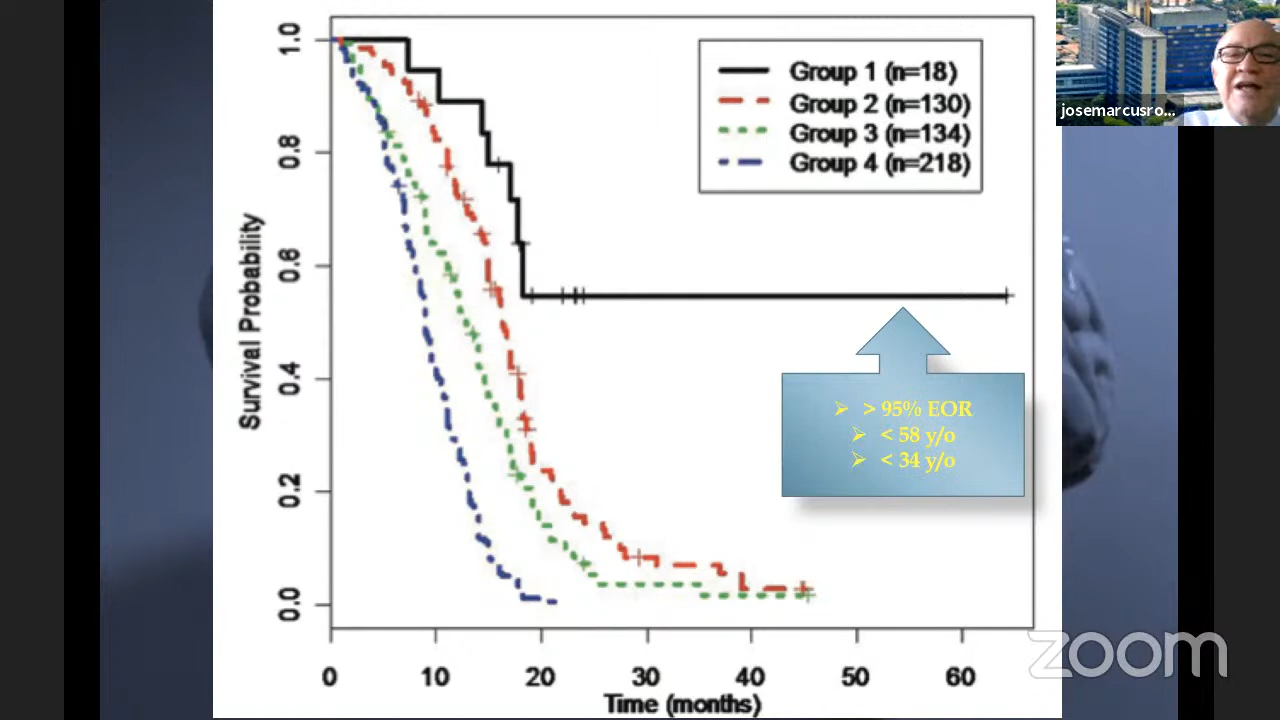 1.0
0.8
0.6
0.4
0.2
0.0
Survival Probability
Group 1 (n=18)
Group 2 (n=130)
Group 3 (n=134)
Group 4 (n=218)
josemarcusro...
> 95% EOR
< 58 y/o
< 34 y/o
0 10 20 30 40 50 60
Time (months)
zoom